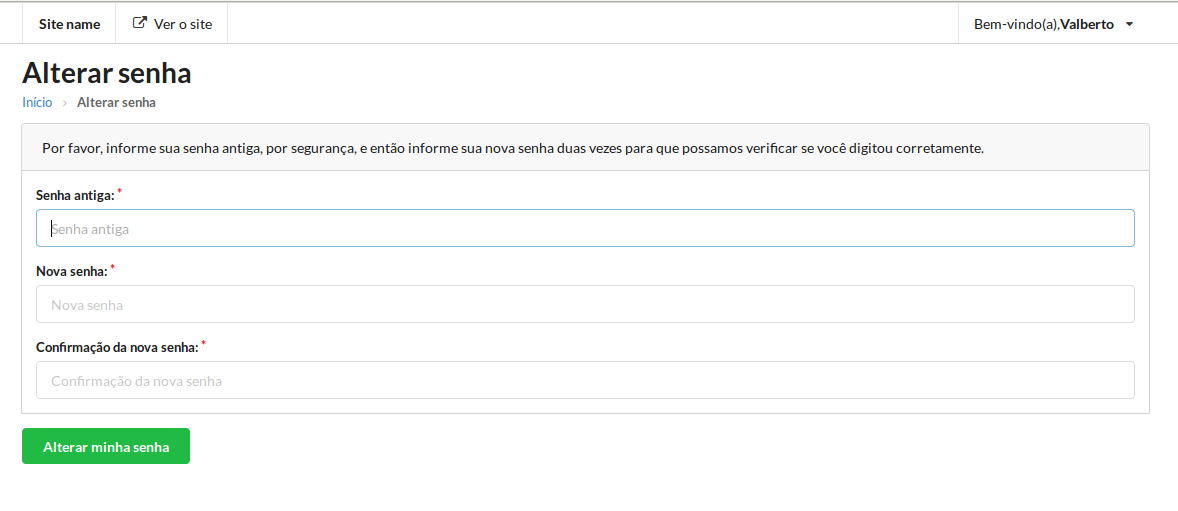 Site name Ver o site Bem-vindo(a),Valberto
Alterar senha
Início › Alterar senha
Por favor, informe sua senha antiga, por segurança, e então informe sua nova senha duas vezes para que possamos verificar se você digitou corretamente.
Senha antiga: *
Senha antiga
Nova senha: *
Nova senha
Confirmação da nova senha: *
Confirmação da nova senha
Alterar minha senha